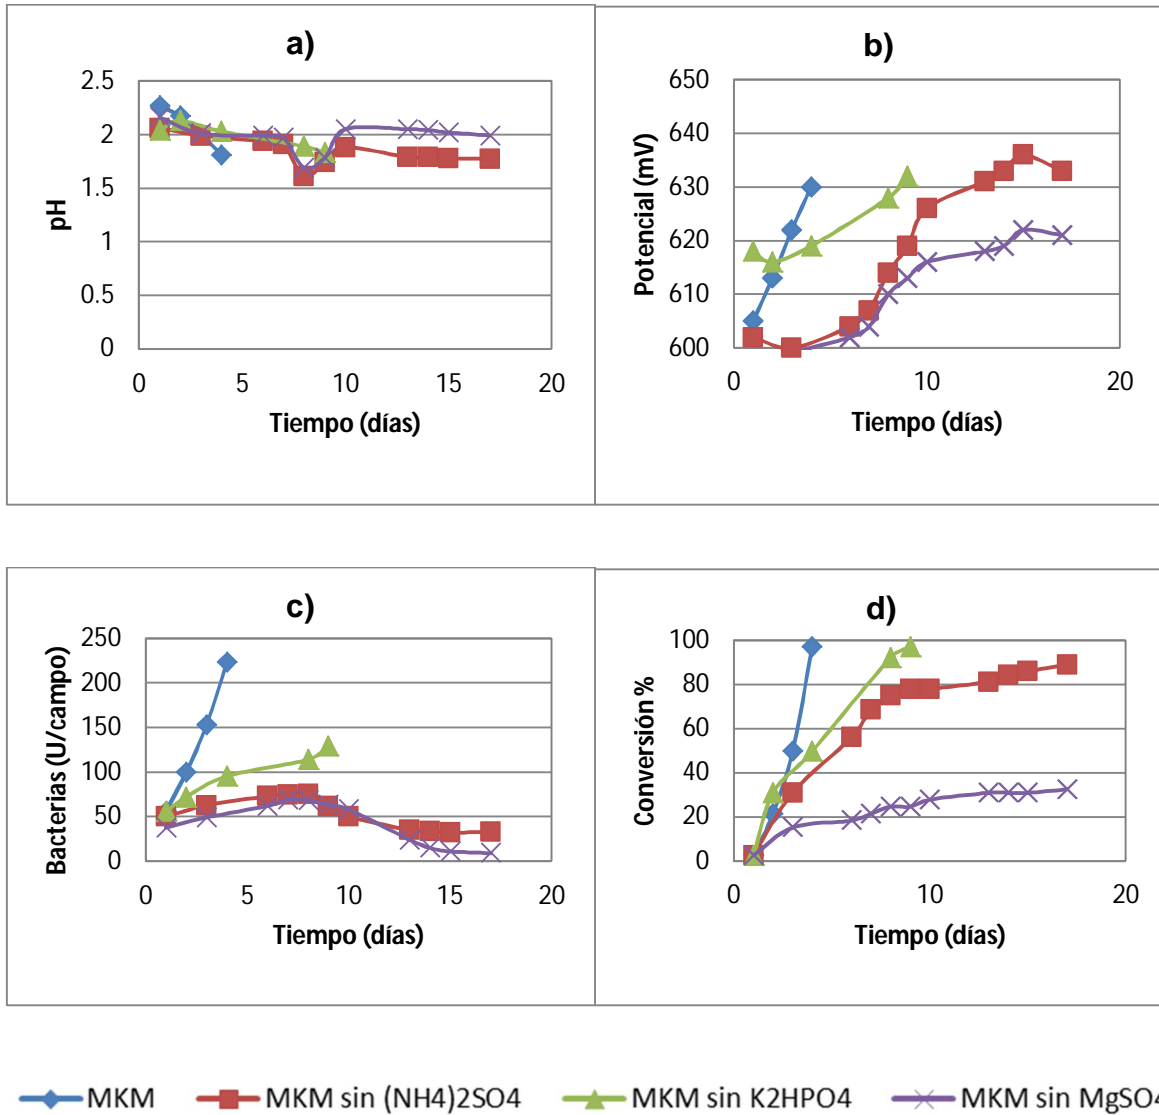 a)
2.5
2
1.5
1
0.5
0
pH
0 5 10 15 20
Tiempo (días)
b)
650
640
630
620
610
600
Potencial (mV)
0 10 20
Tiempo (días)
c)
250
200
150
100
50
0
Bacterias (U/campo)
0 5 10 15 20
Tiempo (días)
d)
100
80
60
40
20
0
Conversión %
0 10 20
Tiempo (días)
MKM MKM sin (NH4)2SO4 MKM sin K2HPO4 MKM sin MgSO4